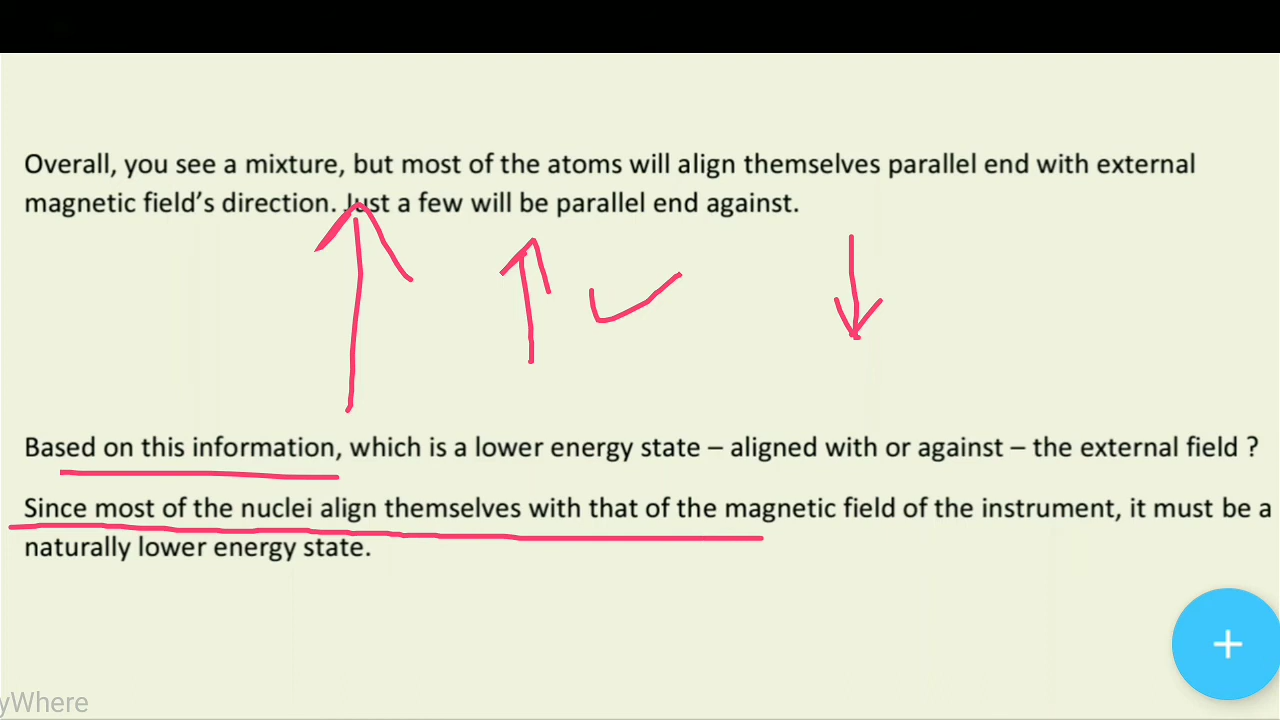 Overall, you see a mixture, but most of the atoms will align themselves parallel end with external
magnetic field's direction. Just a few will be parallel end against.
Based on this information, which is a lower energy state – aligned with or against – the external field ?
Since most of the nuclei align themselves with that of the magnetic field of the instrument, it must be a
naturally lower energy state.
yWhere